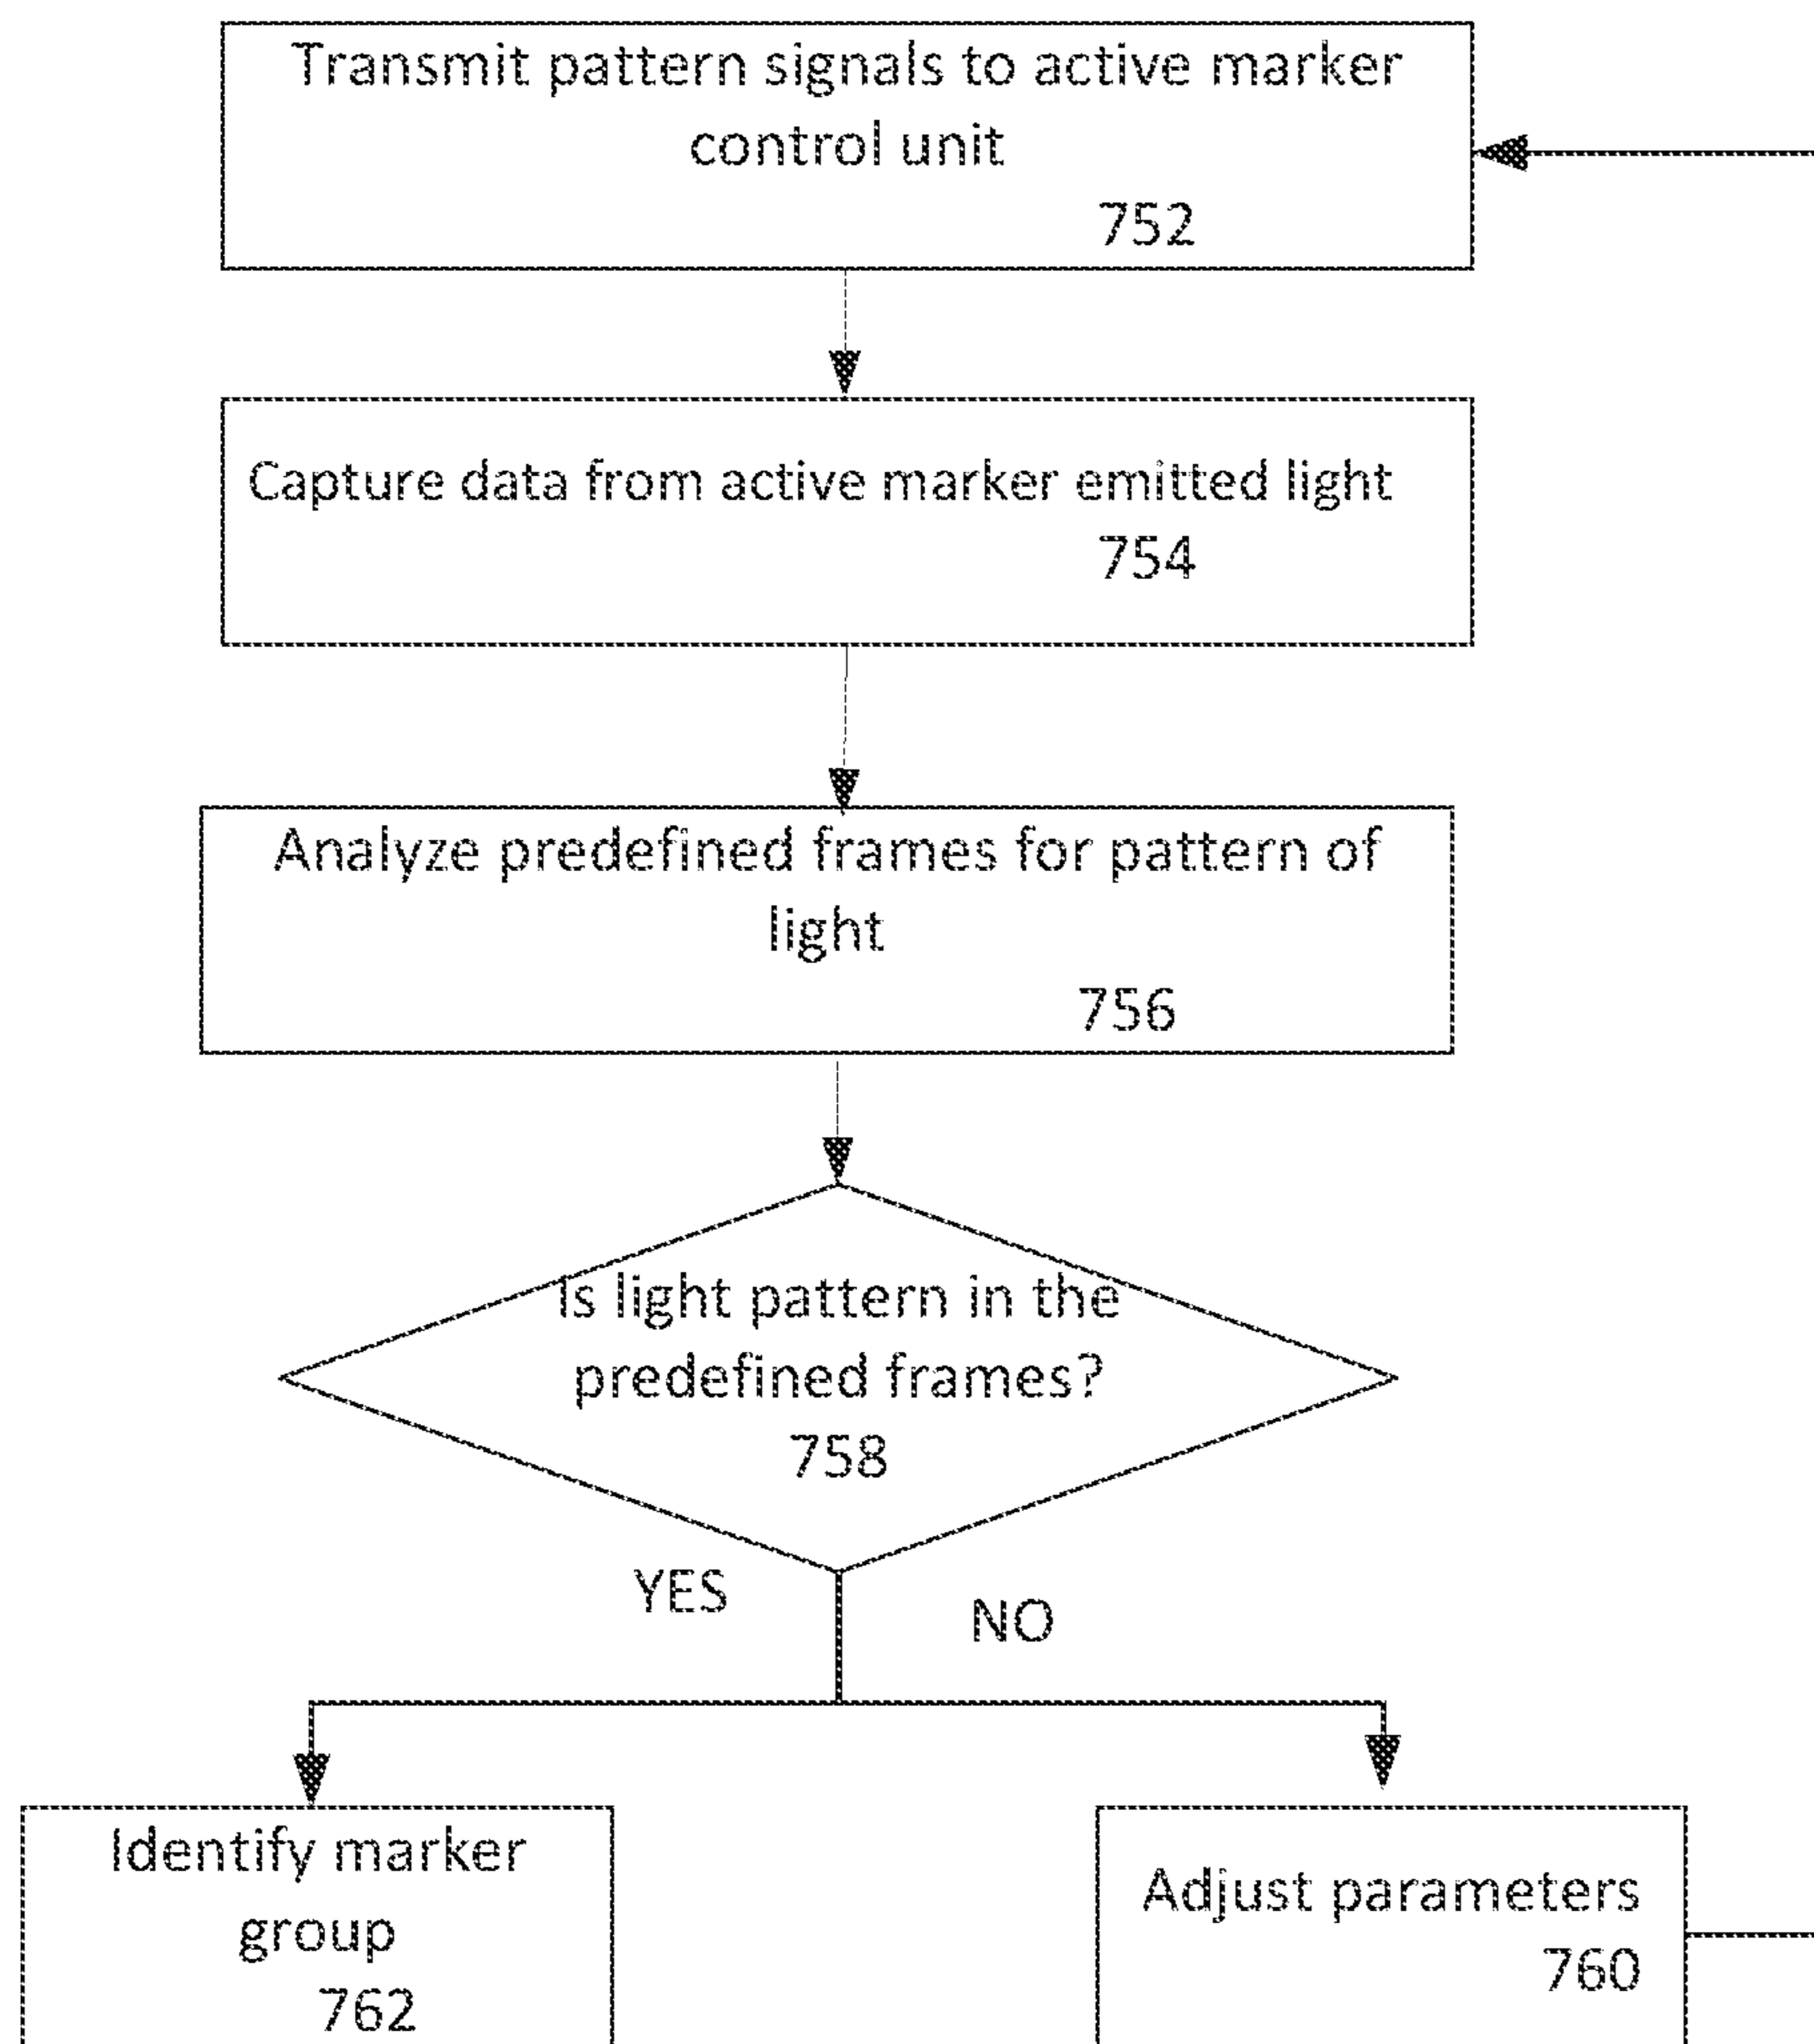 Transmit pattern signals to active marker
control unit
752
Capture data from active marker emitted light
754
Analyze predefined frames for pattern of
light
756
Is light pattern in the
predefined frames?
758
YES
NO
Identify marker
group
762
Adjust parameters
760